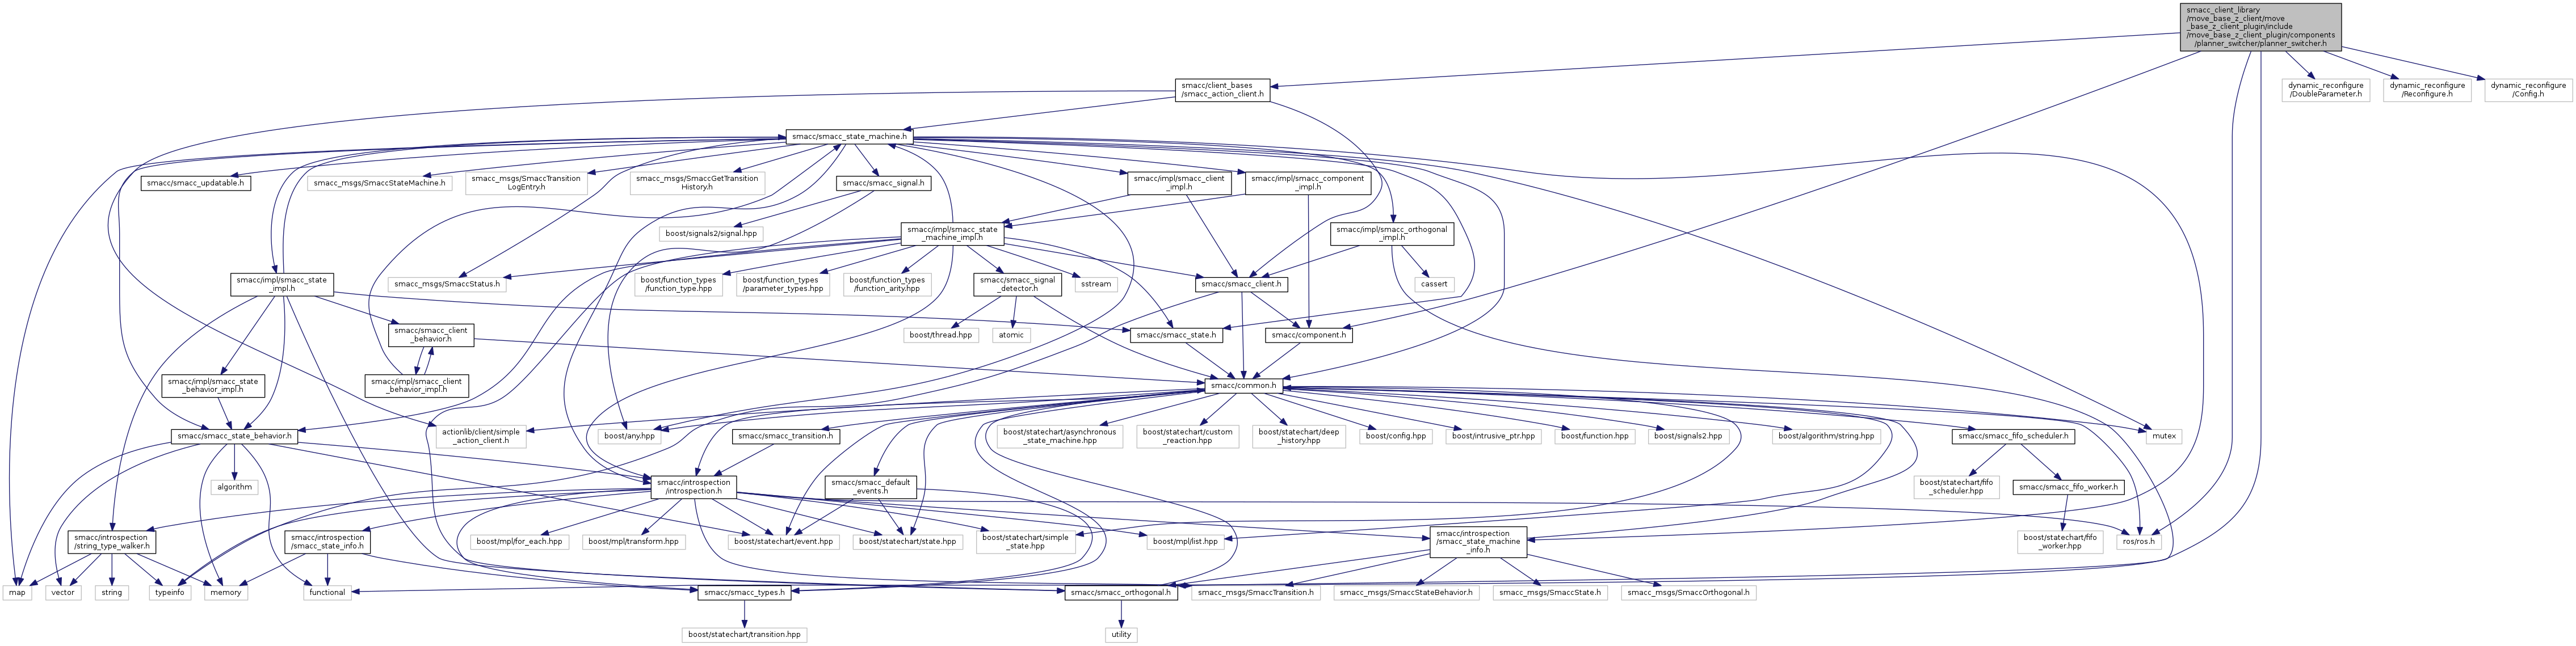 smacc_client_library
/move_base_z_client/move
_base_z_client_plugin/include
/move_base_z_client_plugin/components
/planner_switcher/planner_switcher.h
smacc/client_bases
/smacc_action_client.h
dynamic_reconfigure
/DoubleParameter.h
dynamic_reconfigure
/Reconfigure.h
dynamic_reconfigure
/Config.h
smacc/smacc_state_machine.h
smacc/smacc_updatable.h
smacc_msgs/SmaccStateMachine.h
smacc_msgs/SmaccTransition
LogEntry.h
smacc_msgs/SmaccGetTransition
History.h
smacc/smacc_signal.h
smacc/impl/smacc_client
_impl.h
smacc/impl/smacc_component
_impl.h
boost/signals2/signal.hpp
smacc/impl/smacc_state
_machine_impl.h
smacc/impl/smacc_orthogonal
_impl.h
smacc/impl/smacc_state
_impl.h
smacc_msgs/SmaccStatus.h
boost/function_types
/function_type.hpp
boost/function_types
/parameter_types.hpp
boost/function_types
/function_arity.hpp
smacc/smacc_signal
_detector.h
sstream
smacc/smacc_client.h
cassert
smacc/smacc_client
_behavior.h
boost/thread.hpp
atomic
smacc/smacc_state.h
smacc/component.h
smacc/impl/smacc_state
_behavior_impl.h
smacc/impl/smacc_client
_behavior_impl.h
smacc/common.h
smacc/smacc_state_behavior.h
actionlib/client/simple
_action_client.h
boost/any.hpp
smacc/smacc_transition.h
boost/statechart/asynchronous
_state_machine.hpp
boost/statechart/custom
_reaction.hpp
boost/statechart/deep
_history.hpp
boost/config.hpp
boost/intrusive_ptr.hpp
boost/function.hpp
boost/signals2.hpp
boost/algorithm/string.hpp
smacc/smacc_fifo_scheduler.h
mutex
algorithm
smacc/introspection
/introspection.h
smacc/smacc_default
_events.h
boost/statechart/fifo
_scheduler.hpp
smacc/smacc_fifo_worker.h
smacc/introspection
/string_type_walker.h
smacc/introspection
/smacc_state_info.h
boost/mpl/for_each.hpp
boost/mpl/transform.hpp
boost/statechart/event.hpp
boost/statechart/state.hpp
boost/statechart/simple
_state.hpp
boost/mpl/list.hpp
smacc/introspection
/smacc_state_machine
_info.h
boost/statechart/fifo
_worker.hpp
ros/ros.h
map
vector
string
typeinfo
memory
functional
smacc/smacc_types.h
smacc/smacc_orthogonal.h
smacc_msgs/SmaccTransition.h
smacc_msgs/SmaccStateBehavior.h
smacc_msgs/SmaccState.h
smacc_msgs/SmaccOrthogonal.h
boost/statechart/transition.hpp
utility